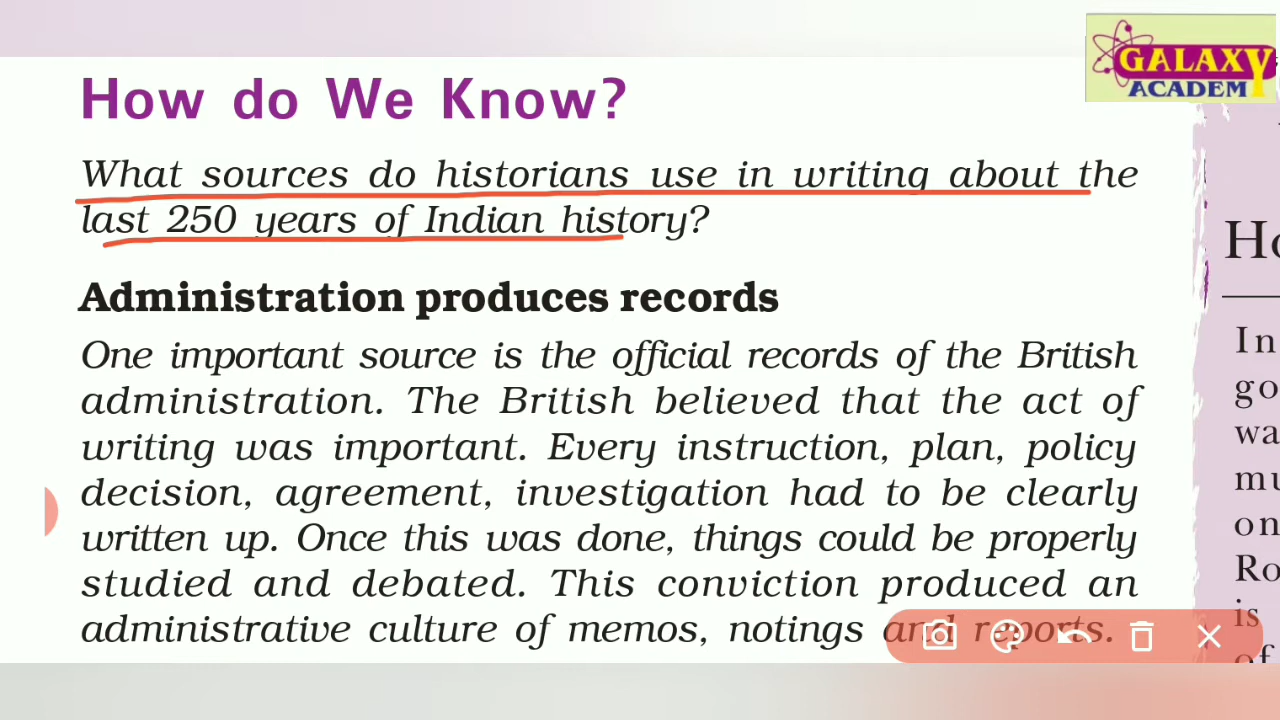 GALAXY
ACADEMY
How do We Know?
What sources do historians use in writing about the
last 250 years of Indian history?
Administration produces records
One important source is the official records of the British
administration. The British believed that the act of
writing was important. Every instruction, plan, policy
decision, agreement, investigation had to be clearly
written up. Once this was done, things could be properly
studied and debated. This conviction produced an
administrative culture of memos, notings and reports.
Ho
In
go
wa
mu
on
Ro
is
of